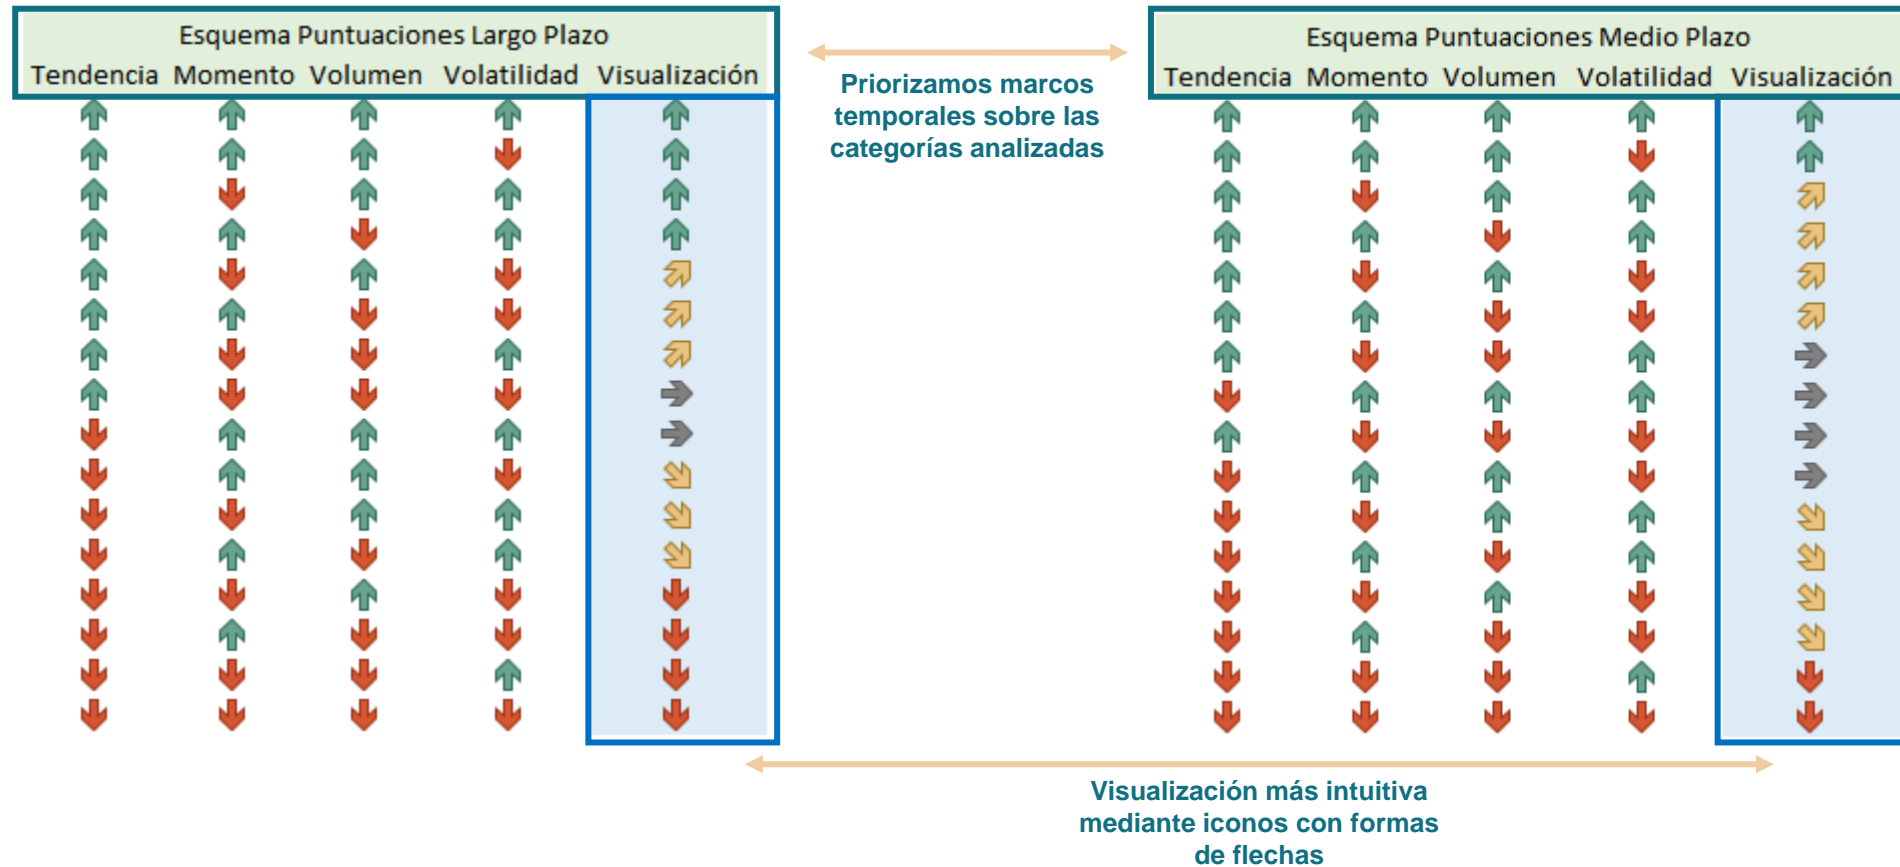 Esquema Puntuaciones Largo Plazo
Tendencia Momento Volumen Volatilidad Visualización
Priorizamos marcos
temporales sobre las
categorías analizadas
Esquema Puntuaciones Medio Plazo
Tendencia Momento Volumen Volatilidad Visualización
Visualización más intuitiva
mediante iconos con formas
de flechas